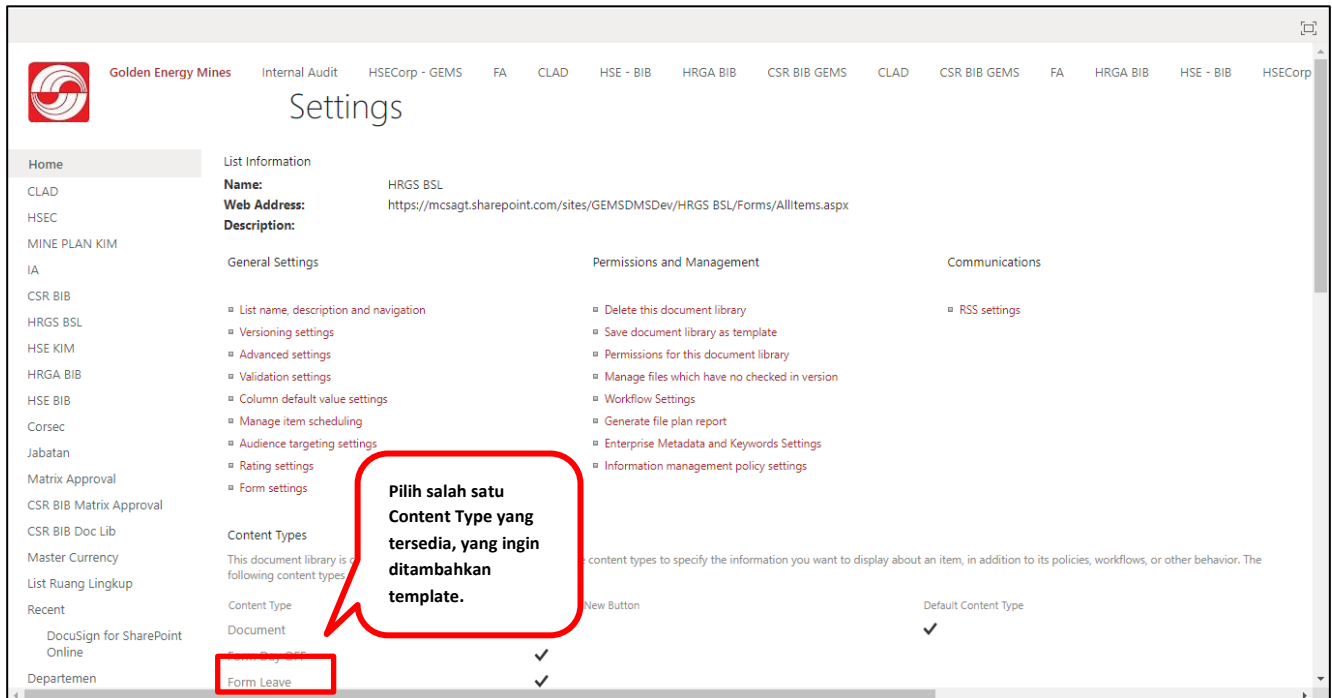 Golden Energy Mines Internal Audit HSECorp - GEMS FA CLAD HSE - BIB HRGA BIB CSR BIB GEMS CLAD CSR BIB GEMS FA HRGA BIB HSE - BIB HSECorp
Settings
Home
CLAD
HSEC
MINE PLAN KIM
IA
CSR BIB
HRGS BSL
HSE KIM
HRGA BIB
HSE BIB
Corsec
Jabatan
Matrix Approval
CSR BIB Matrix Approval
CSR BIB Doc Lib
Master Currency
List Ruang Lingkup
Recent
DocuSign for SharePoint
Online
Departemen
List Information
Name: HRGS BSL
Web Address: https://mcsagt.sharepoint.com/sites/GEMSDMSDev/HRGS BSL/Forms/AllItems.aspx
Description:
General Settings
List name, description and navigation
Versioning settings
Advanced settings
Validation settings
Column default value settings
Manage item scheduling
Audience targeting settings
Rating settings
Form settings
Permissions and Management
Delete this document library
Save document library as template
Permissions for this document library
Manage files which have no checked in version
Workflow Settings
Generate file plan report
Enterprise Metadata and Keywords Settings
Information management policy settings
Communications
RSS settings
Pilih salah satu
Content Type yang
tersedia, yang ingin
ditambahkan
template.
Content Types
This document library is content types to specify the information you want to display about an item, in addition to its policies, workflows, or other behavior. The
following content types
Content Type New Button Default Content Type
Document
Form Day OFF
Form Leave